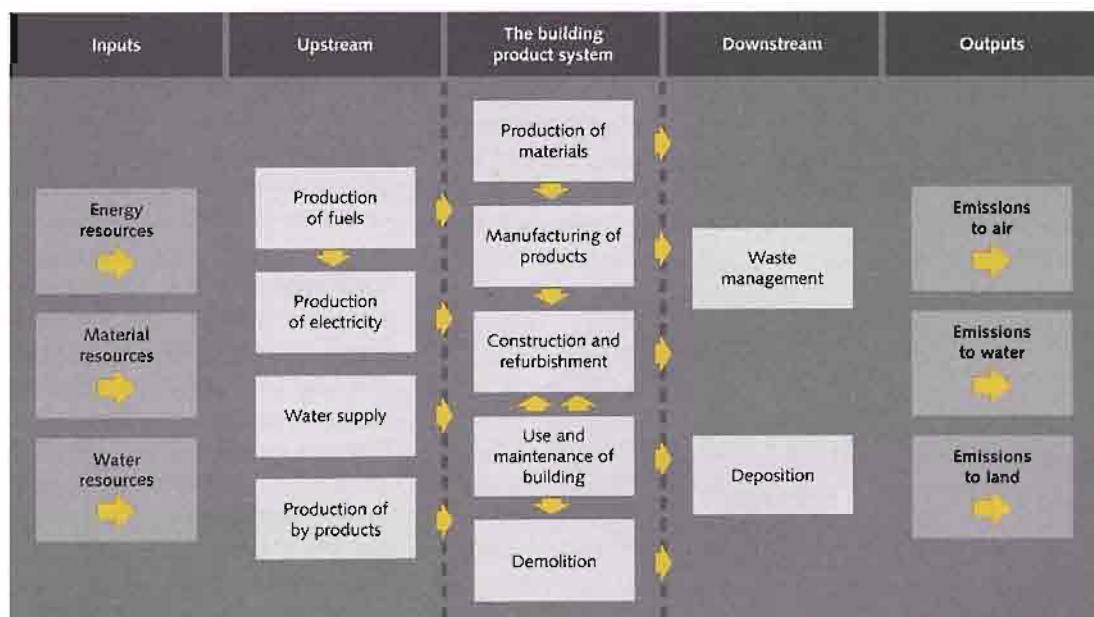 Inputs
Upstream
The building
product system
Downstream
Outputs
Energy
resources
Material
resources
Water
resources
Production
of fuels
Production
of electricity
Water supply
Production of
by products
Production of
materials
Manufacturing of
products
Construction and
refurbishment
Use and
maintenance of
building
Demolition
Waste
management
Deposition
Emissions
to air
Emissions
to water
Emissions
to land